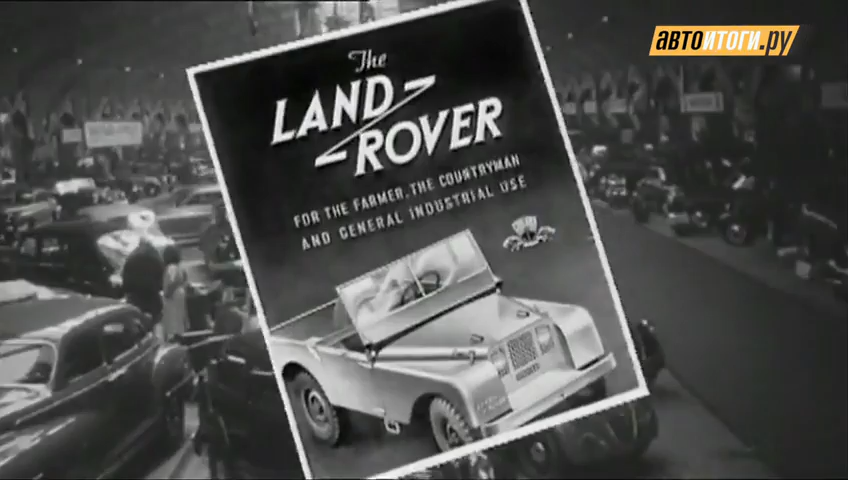 автоитоги.ру
The
LAND
ROVER
FOR THE FARMER, THE COUNTRYMAN
AND GENERAL INDUSTRIAL USE